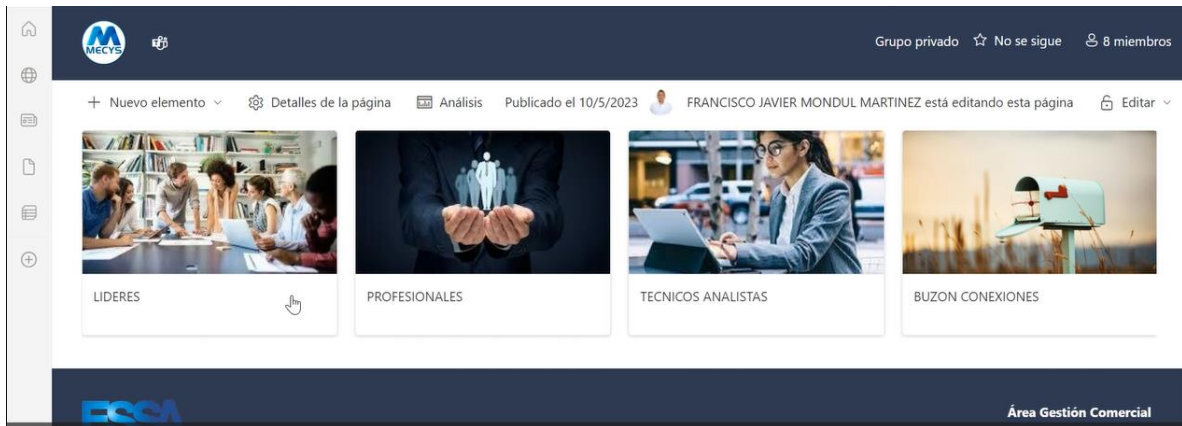 MECYS
Grupo privado No se sigue 8 miembros
Nuevo elemento Detalles de la página Análisis Publicado el 10/5/2023 FRANCISCO JAVIER MONDUL MARTINEZ está editando esta página Editar
LIDERES PROFESIONALES TECNICOS ANALISTAS BUZON CONEXIONES
ESSA Área Gestión Comercial